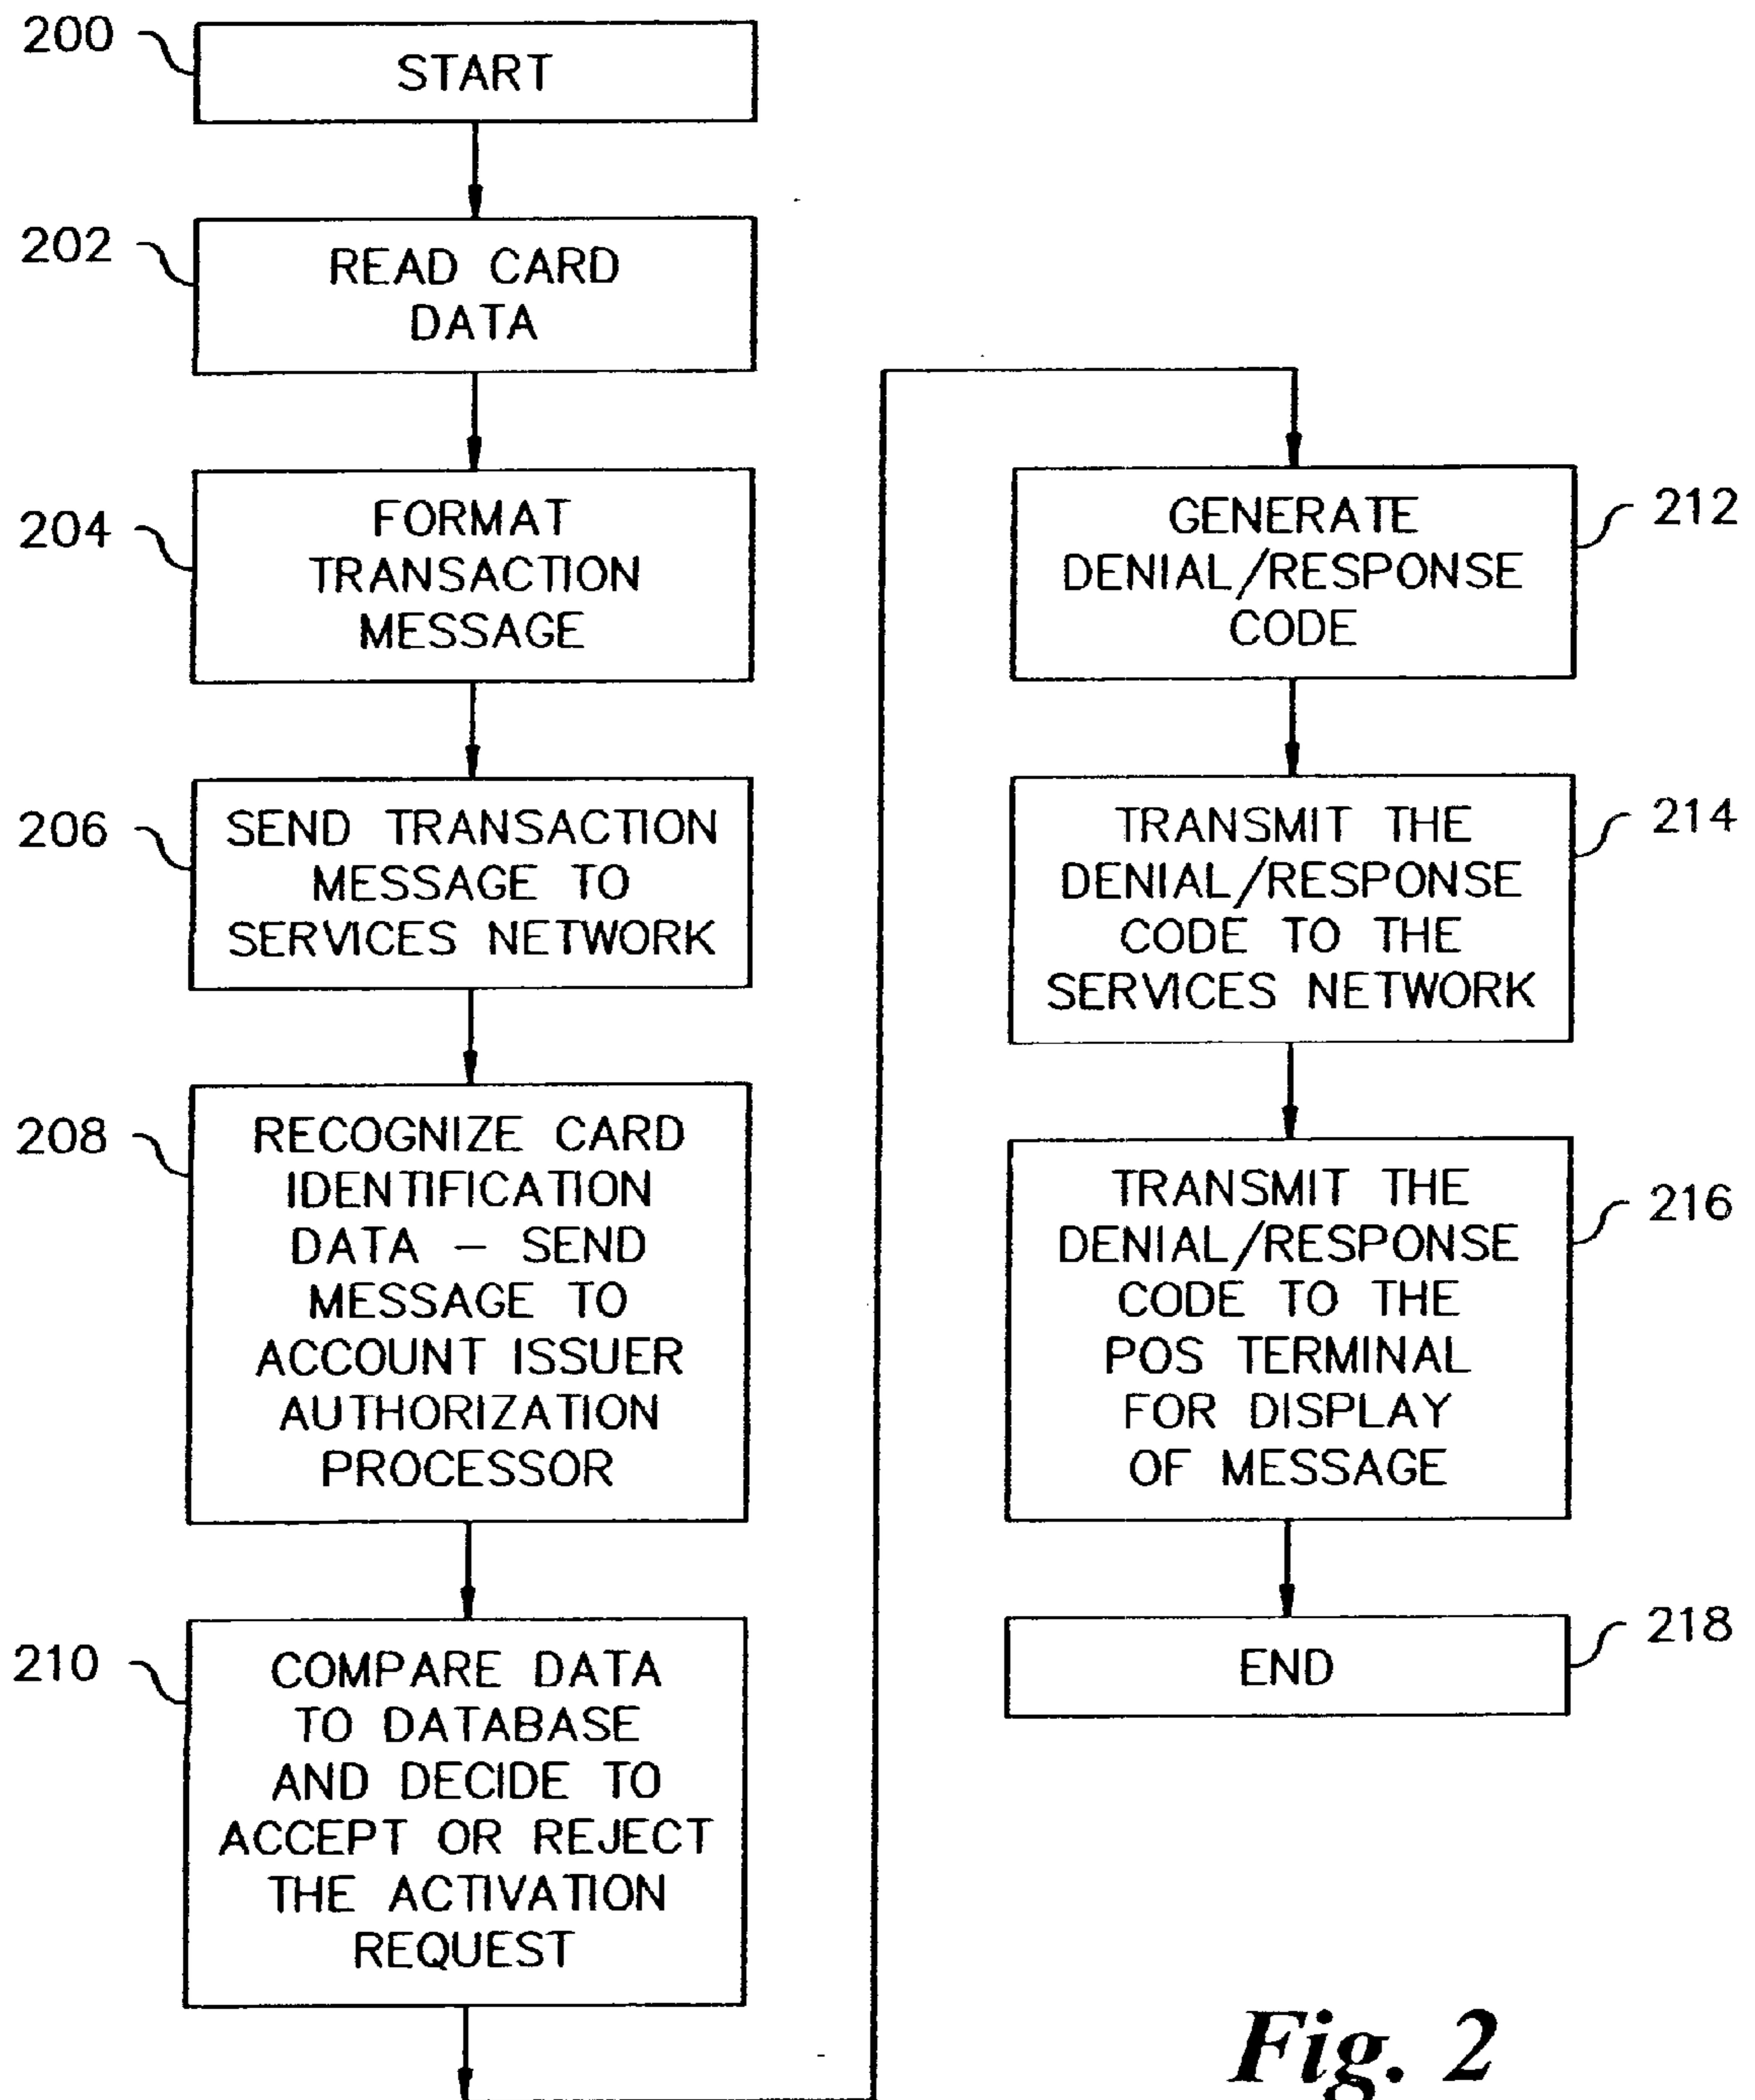 200
START
202
READ CARD
DATA
204
FORMAT
TRANSACTION
MESSAGE
206
SEND TRANSACTION
MESSAGE TO
SERVICES NETWORK
208
RECOGNIZE CARD
IDENTIFICATION
DATA – SEND
MESSAGE TO
ACCOUNT ISSUER
AUTHORIZATION
PROCESSOR
210
COMPARE DATA
TO DATABASE
AND DECIDE TO
ACCEPT OR REJECT
THE ACTIVATION
REQUEST
GENERATE
DENIAL/RESPONSE
CODE
212
TRANSMIT THE
DENIAL/RESPONSE
CODE TO THE
SERVICES NETWORK
214
TRANSMIT THE
DENIAL/RESPONSE
CODE TO THE
POS TERMINAL
FOR DISPLAY
OF MESSAGE
216
END
218
Fig. 2